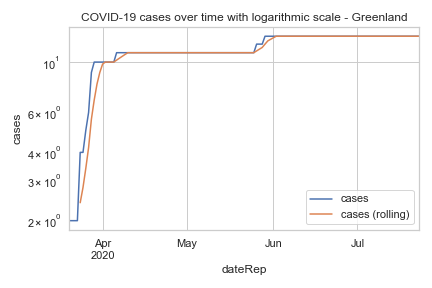 COVID-19 cases over time with logarithmic scale - Greenland
cases
10¹
6 × 10⁰
4 × 10⁰
3 × 10⁰
2 × 10⁰
cases
cases (rolling)
Apr
2020
May
Jun
Jul
dateRep